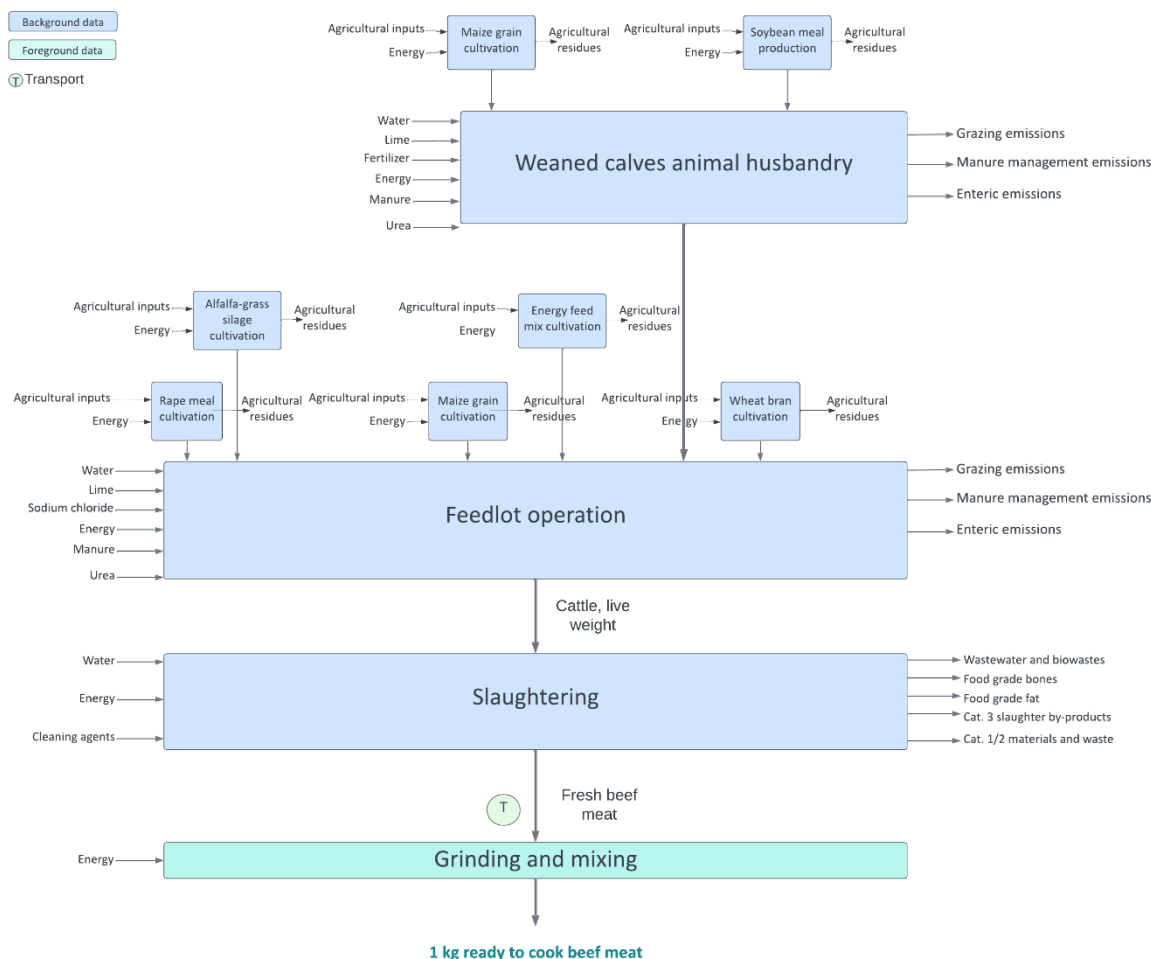 Background data
Foreground data
T Transport
Agricultural inputs
Energy
Maize grain
cultivation
Agricultural
residues
Agricultural inputs
Energy
Soybean meal
production
Agricultural
residues
Water
Lime
Fertilizer
Energy
Manure
Urea
Weaned calves animal husbandry
Grazing emissions
Manure management emissions
Enteric emissions
Agricultural inputs
Energy
Alfalfa-grass
silage
cultivation
Agricultural
residues
Agricultural inputs
Energy
Energy feed
mix cultivation
Agricultural
residues
Agricultural inputs
Energy
Rape meal
cultivation
Agricultural
residues
Agricultural inputs
Energy
Maize grain
cultivation
Agricultural
residues
Agricultural inputs
Energy
Wheat bran
cultivation
Agricultural
residues
Water
Lime
Sodium chloride
Energy
Manure
Urea
Feedlot operation
Grazing emissions
Manure management emissions
Enteric emissions
Cattle, live
weight
Water
Energy
Cleaning agents
Slaughtering
Wastewater and biowastes
Food grade bones
Food grade fat
Cat. 3 slaughter by-products
Cat. 1/2 materials and waste
T
Fresh beef
meat
Energy
Grinding and mixing
1 kg ready to cook beef meat